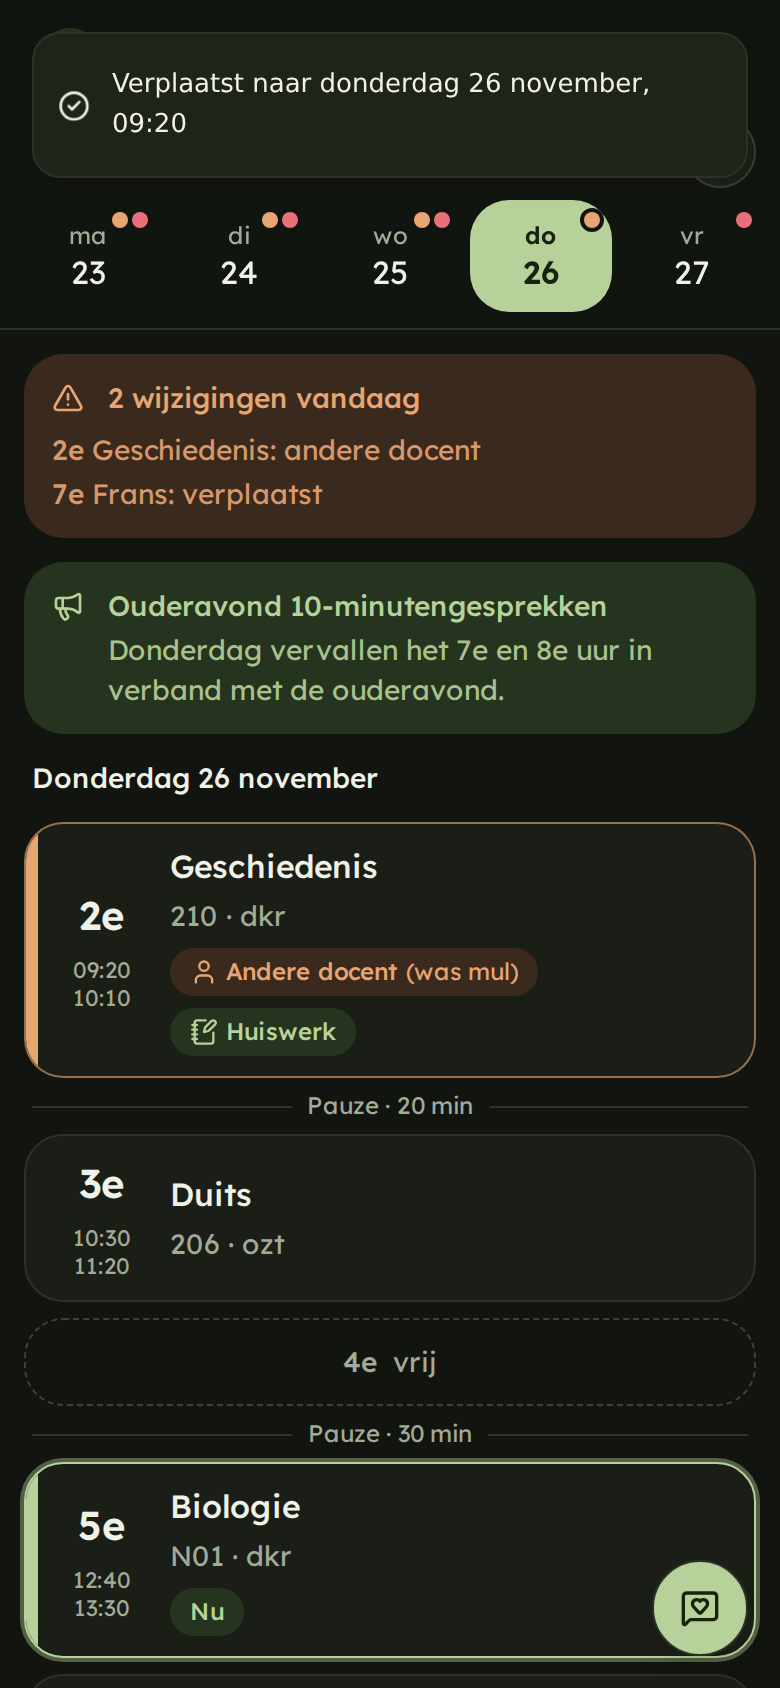 Verplaatst naar donderdag 26 november,
09:20
ma
23
di
24
wo
25
do
26
vr
27
2 wijzigingen vandaag
2e Geschiedenis: andere docent
7e Frans: verplaatst
Ouderavond 10-minutengesprekken
Donderdag vervallen het 7e en 8e uur in
verband met de ouderavond.
Donderdag 26 november
2e
09:20
10:10
Geschiedenis
210 · dkr
Andere docent (was mul)
Huiswerk
Pauze · 20 min
3e
10:30
11:20
Duits
206 · ozt
4e vrij
Pauze · 30 min
5e
12:40
13:30
Biologie
N01 · dkr
Nu